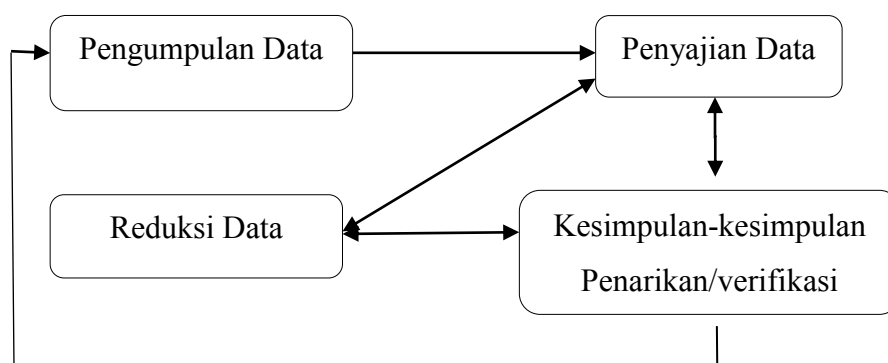 Pengumpulan Data
Penyajian Data
Reduksi Data
Kesimpulan-kesimpulan
Penarikan/verifikasi